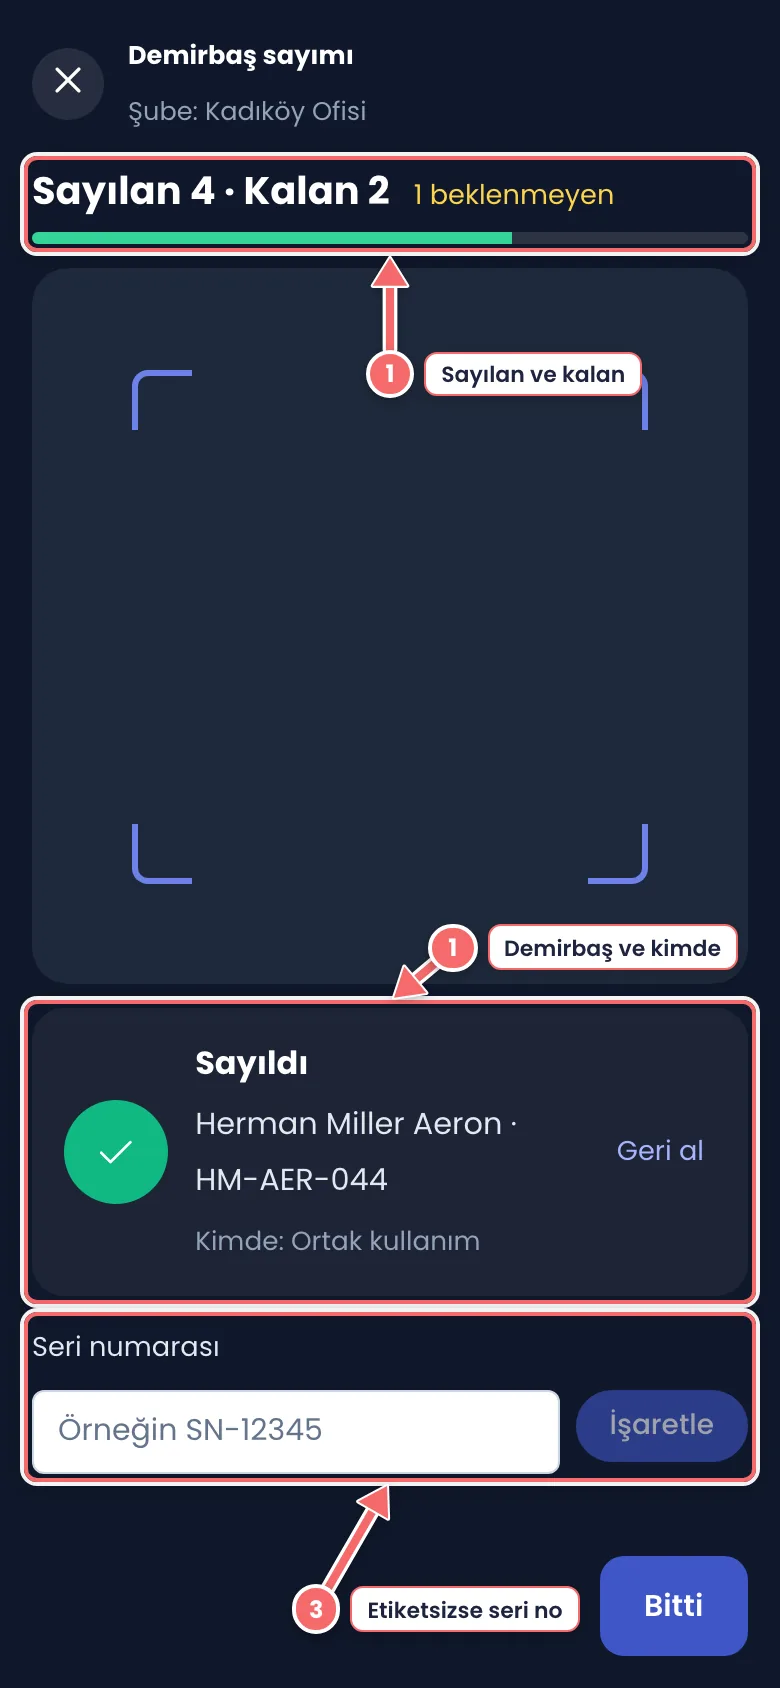 Demirbaş sayımı
Şube: Kadıköy Ofisi
Sayılan 4 · Kalan 2 1 beklenmeyen
1 Sayılan ve kalan
1 Demirbaş ve kimde
Sayıldı
Herman Miller Aeron ·
HM-AER-044
Geri al
Kimde: Ortak kullanım
Seri numarası
Örneğin SN-12345
İşaretle
3 Etiketsizse seri no
Bitti